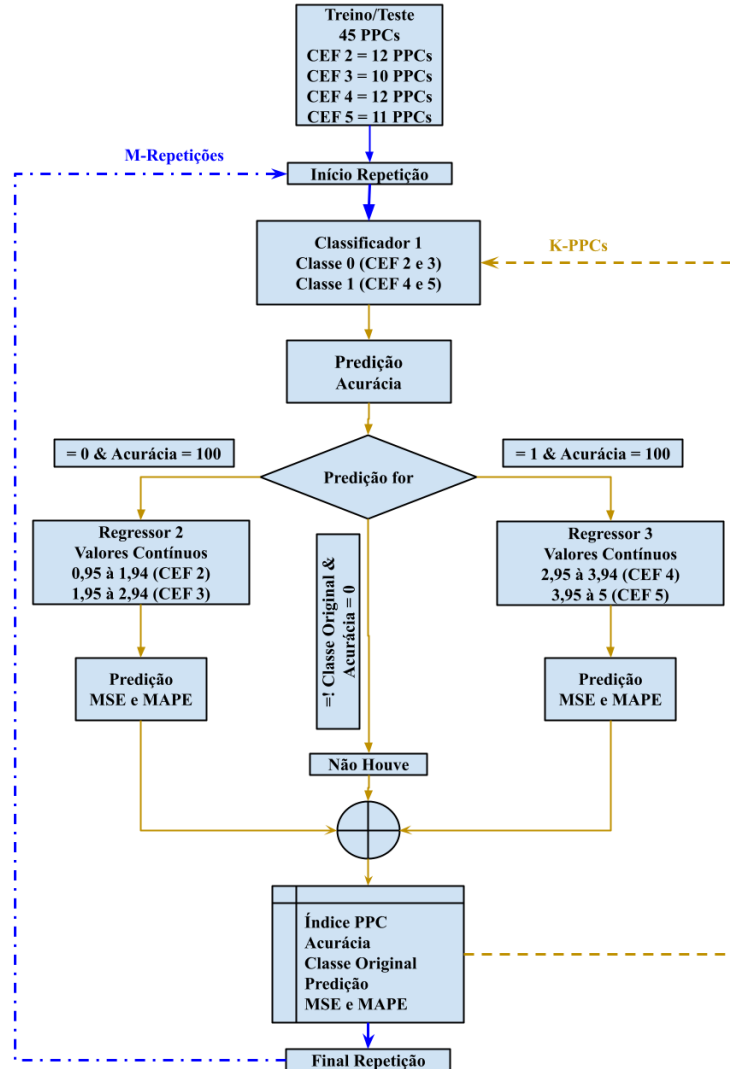 Treino/Teste
45 PPCs
CEF 2 = 12 PPCs
CEF 3 = 10 PPCs
CEF 4 = 12 PPCs
CEF 5 = 11 PPCs
M-Repetições
Início Repetição
K-PPCs
Classificador 1
Classe 0 (CEF 2 e 3)
Classe 1 (CEF 4 e 5)
Predição
Acurácia
= 0 & Acurácia = 100
= 1 & Acurácia = 100
Predição for
Regressor 2
Valores Contínuos
0,95 à 1,94 (CEF 2)
1,95 à 2,94 (CEF 3)
=! Classe Original &
Acurácia = 0
Regressor 3
Valores Contínuos
2,95 à 3,94 (CEF 4)
3,95 à 5 (CEF 5)
Predição
MSE e MAPE
Predição
MSE e MAPE
Não Houve
Índice PPC
Acurácia
Classe Original
Predição
MSE e MAPE
Final Repetição